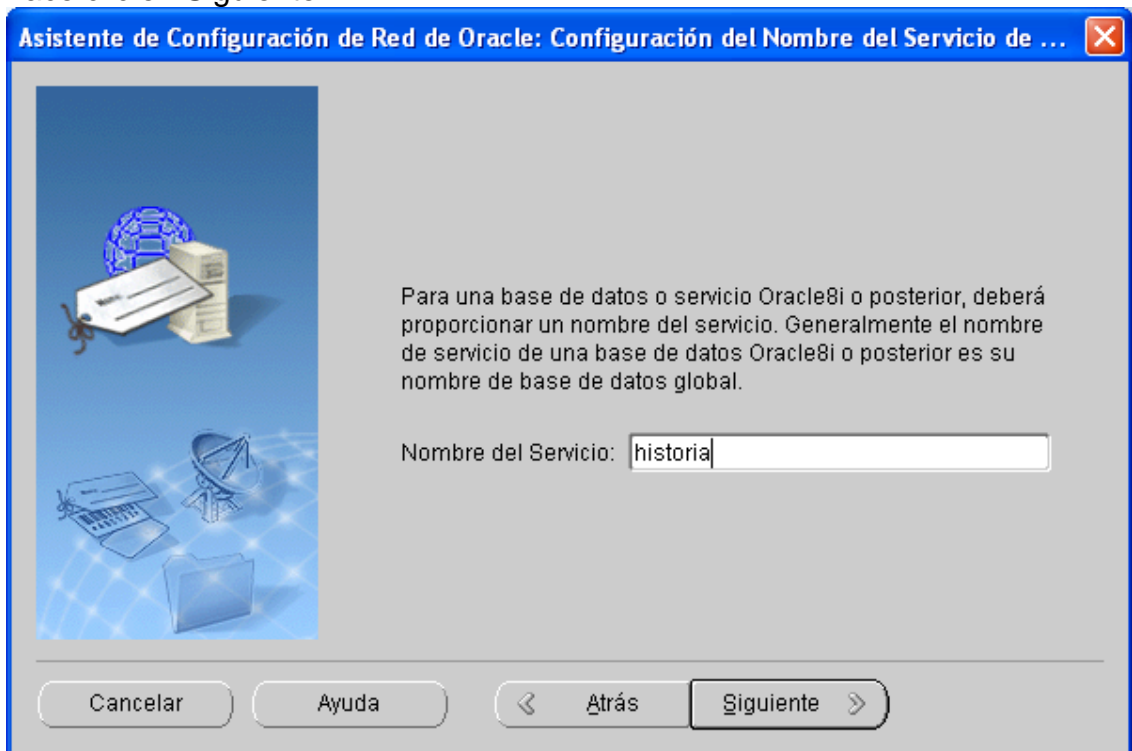 Asistente de Configuración de Red de Oracle: Configuración del Nombre del Servicio de ...
Para una base de datos o servicio Oracle8i o posterior, deberá
proporcionar un nombre del servicio. Generalmente el nombre
de servicio de una base de datos Oracle8i o posterior es su
nombre de base de datos global.
Nombre del Servicio: historia
Cancelar Ayuda Atrás Siguiente